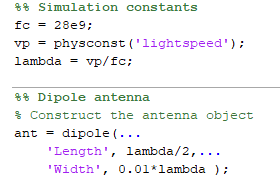 %% Simulation constants
fc = 28e9;
vp = physconst('lightspeed');
lambda = vp/fc;
%% Dipole antenna
% Construct the antenna object
ant = dipole(...
'Length', lambda/2,...
'Width', 0.01*lambda );